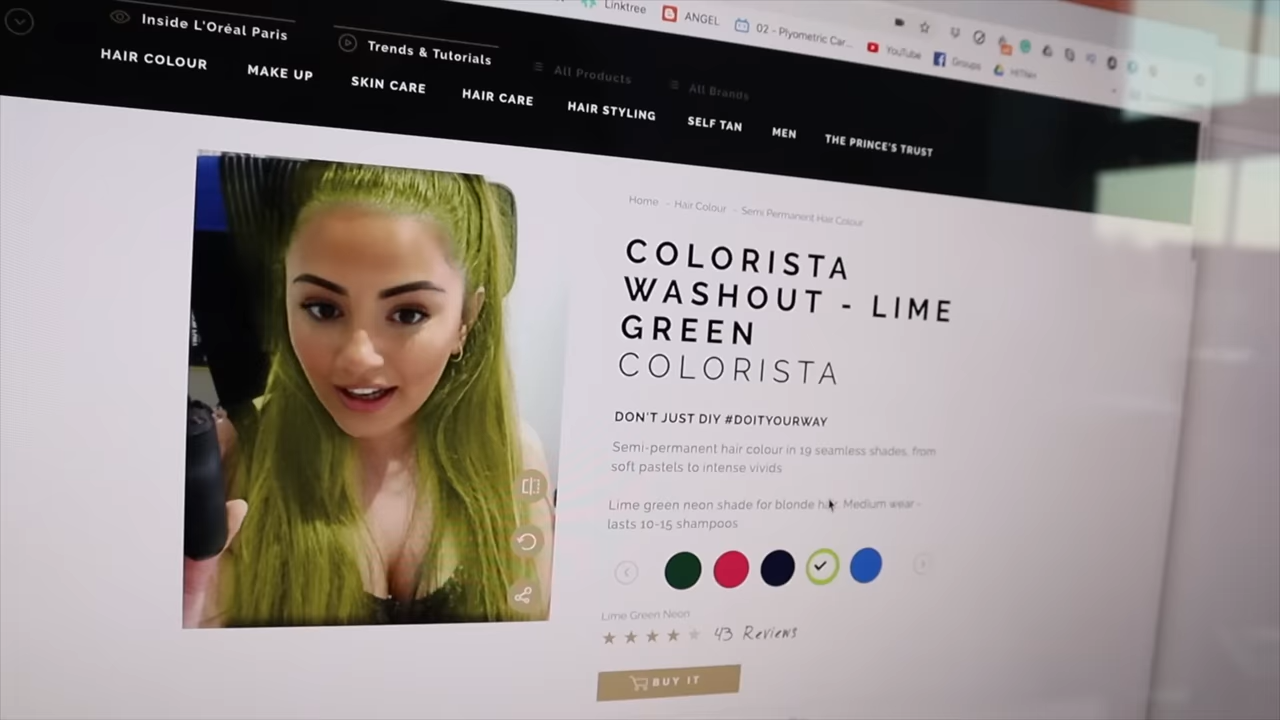 Linktree
ANGEL
02 - Plyometric Car...
YouTube
Groups
Inside L'Oréal Paris
Trends & Tutorials
All Products
All Brands
HAIR COLOUR
MAKE UP
SKIN CARE
HAIR CARE
HAIR STYLING
SELF TAN
MEN
THE PRINCE'S TRUST
Home - Hair Colour - Semi Permanent Hair Colour
COLORISTA
WASHOUT - LIME
GREEN
COLORISTA
DON'T JUST DIY #DOITYOURWAY
Semi-permanent hair colour in 19 seamless shades, from
soft pastels to intense vivids
Lime green neon shade for blonde hair. Medium wear -
lasts 10-15 shampoos
Lime Green Neon
43 Reviews
BUY IT